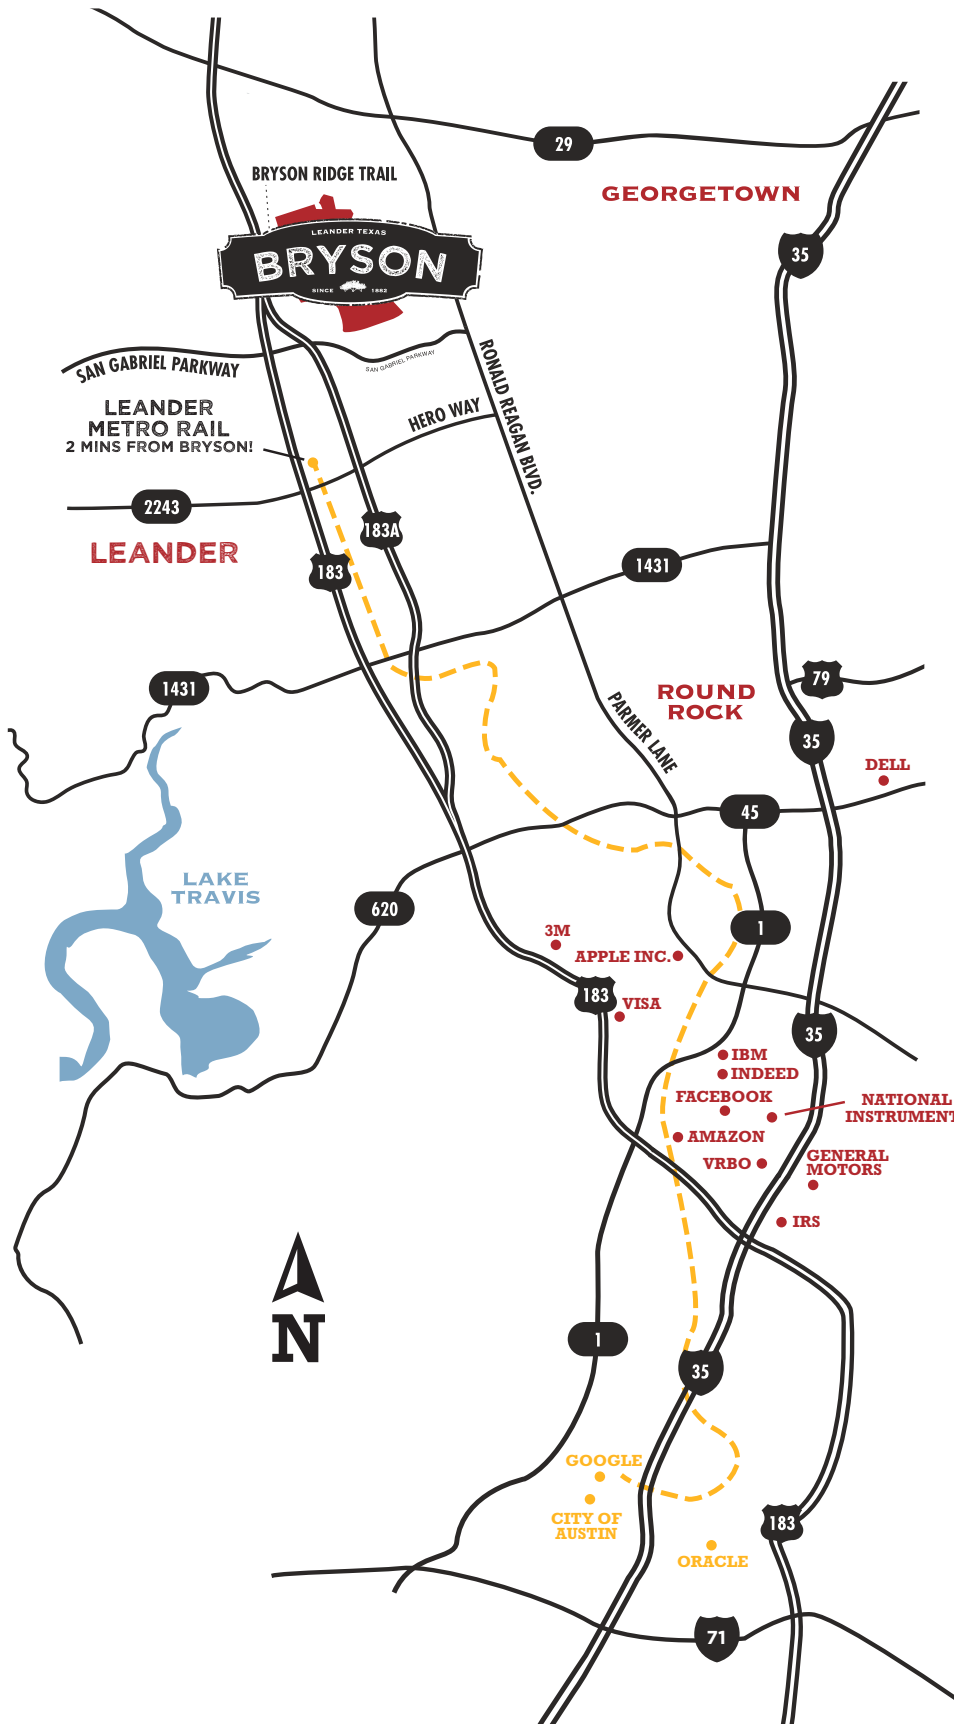 29
BRYSON RIDGE TRAIL
GEORGETOWN
LEANDER TEXAS
BRYSON
SINCE 1882
35
SAN GABRIEL PARKWAY
SAN GABRIEL PARKWAY
RONALD REAGAN BLVD.
LEANDER
METRO RAIL
2 MINS FROM BRYSON!
HERO WAY
2243
183A
LEANDER
183
1431
1431
79
ROUND
ROCK
PARMER LANE
35
DELL
45
LAKE
TRAVIS
620
1
3M
APPLE INC.
183
VISA
35
IBM
INDEED
FACEBOOK
NATIONAL
INSTRUMENT
AMAZON
VRBO
GENERAL
MOTORS
IRS
N
1
35
GOOGLE
CITY OF
AUSTIN
183
ORACLE
71